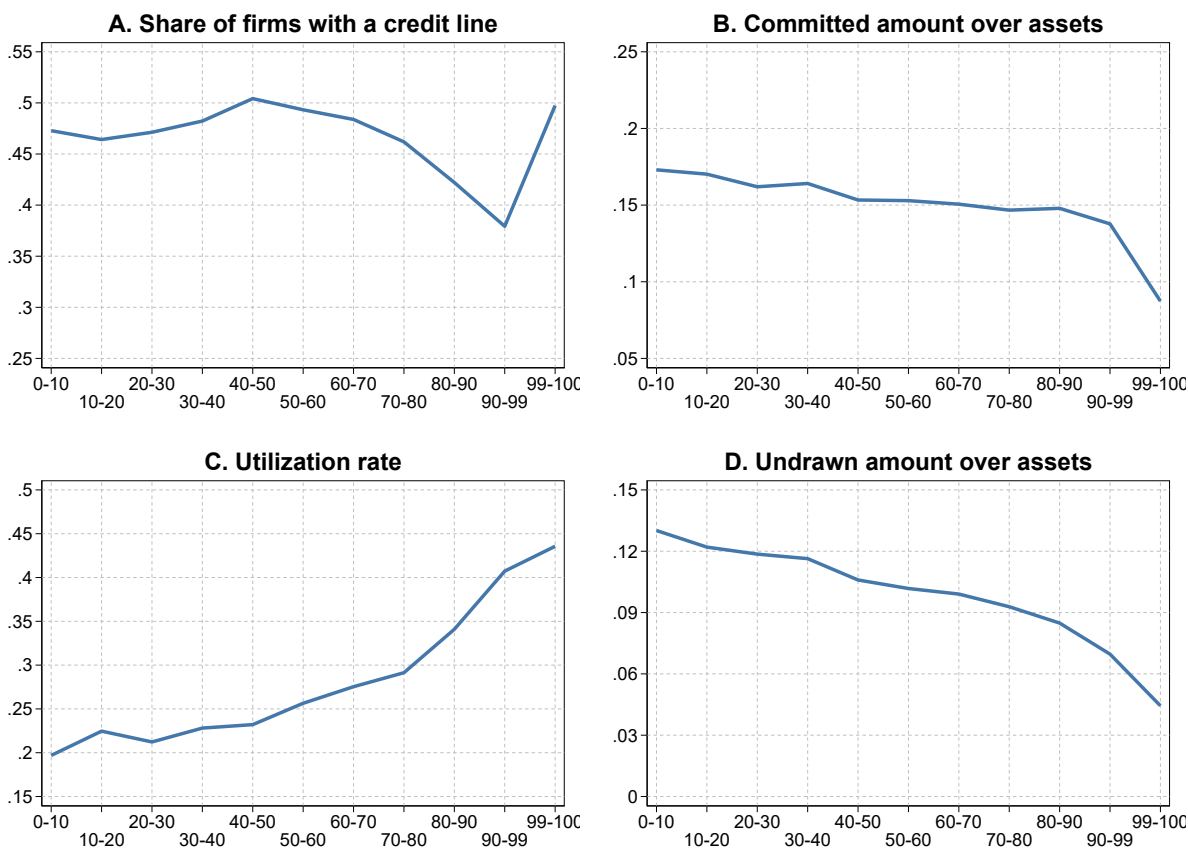 A. Share of firms with a credit line
.55
.5
.45
.4
.35
.3
.25
0-10 20-30 40-50 60-70 80-90 99-100
10-20 30-40 50-60 70-80 90-99
B. Committed amount over assets
.25
.2
.15
.1
.05
0-10 20-30 40-50 60-70 80-90 99-100
10-20 30-40 50-60 70-80 90-99
C. Utilization rate
.5
.45
.4
.35
.3
.25
.2
.15
0-10 20-30 40-50 60-70 80-90 99-100
10-20 30-40 50-60 70-80 90-99
D. Undrawn amount over assets
.15
.12
.09
.06
.03
0
0-10 20-30 40-50 60-70 80-90 99-100
10-20 30-40 50-60 70-80 90-99